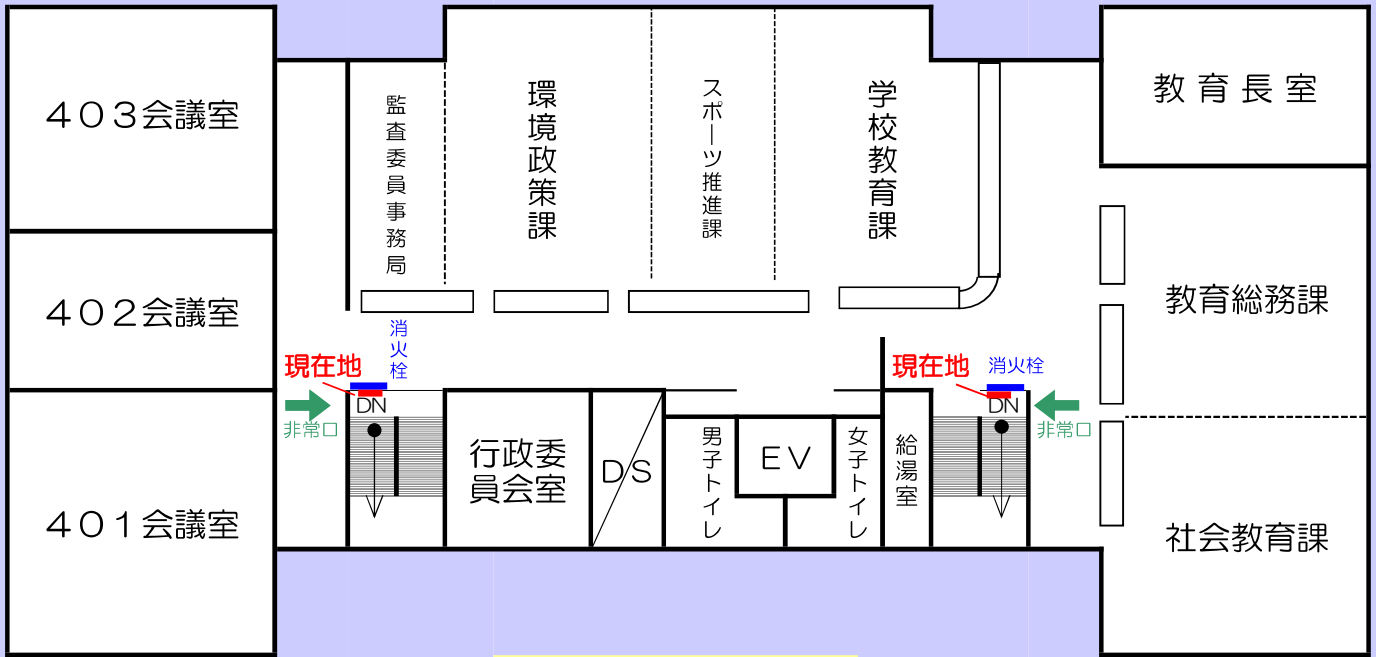 ４０３会議室
４０２会議室
４０１会議室
監査委員事務局
環境政策課
スポーツ推進課
学校教育課
教育長室
教育総務課
社会教育課
消火栓
現在地
DN
非常口
行政委
員会室
ＤＳ
男子トイレ
ＥＶ
女子トイレ
給湯室
現在地
消火栓
DN
非常口